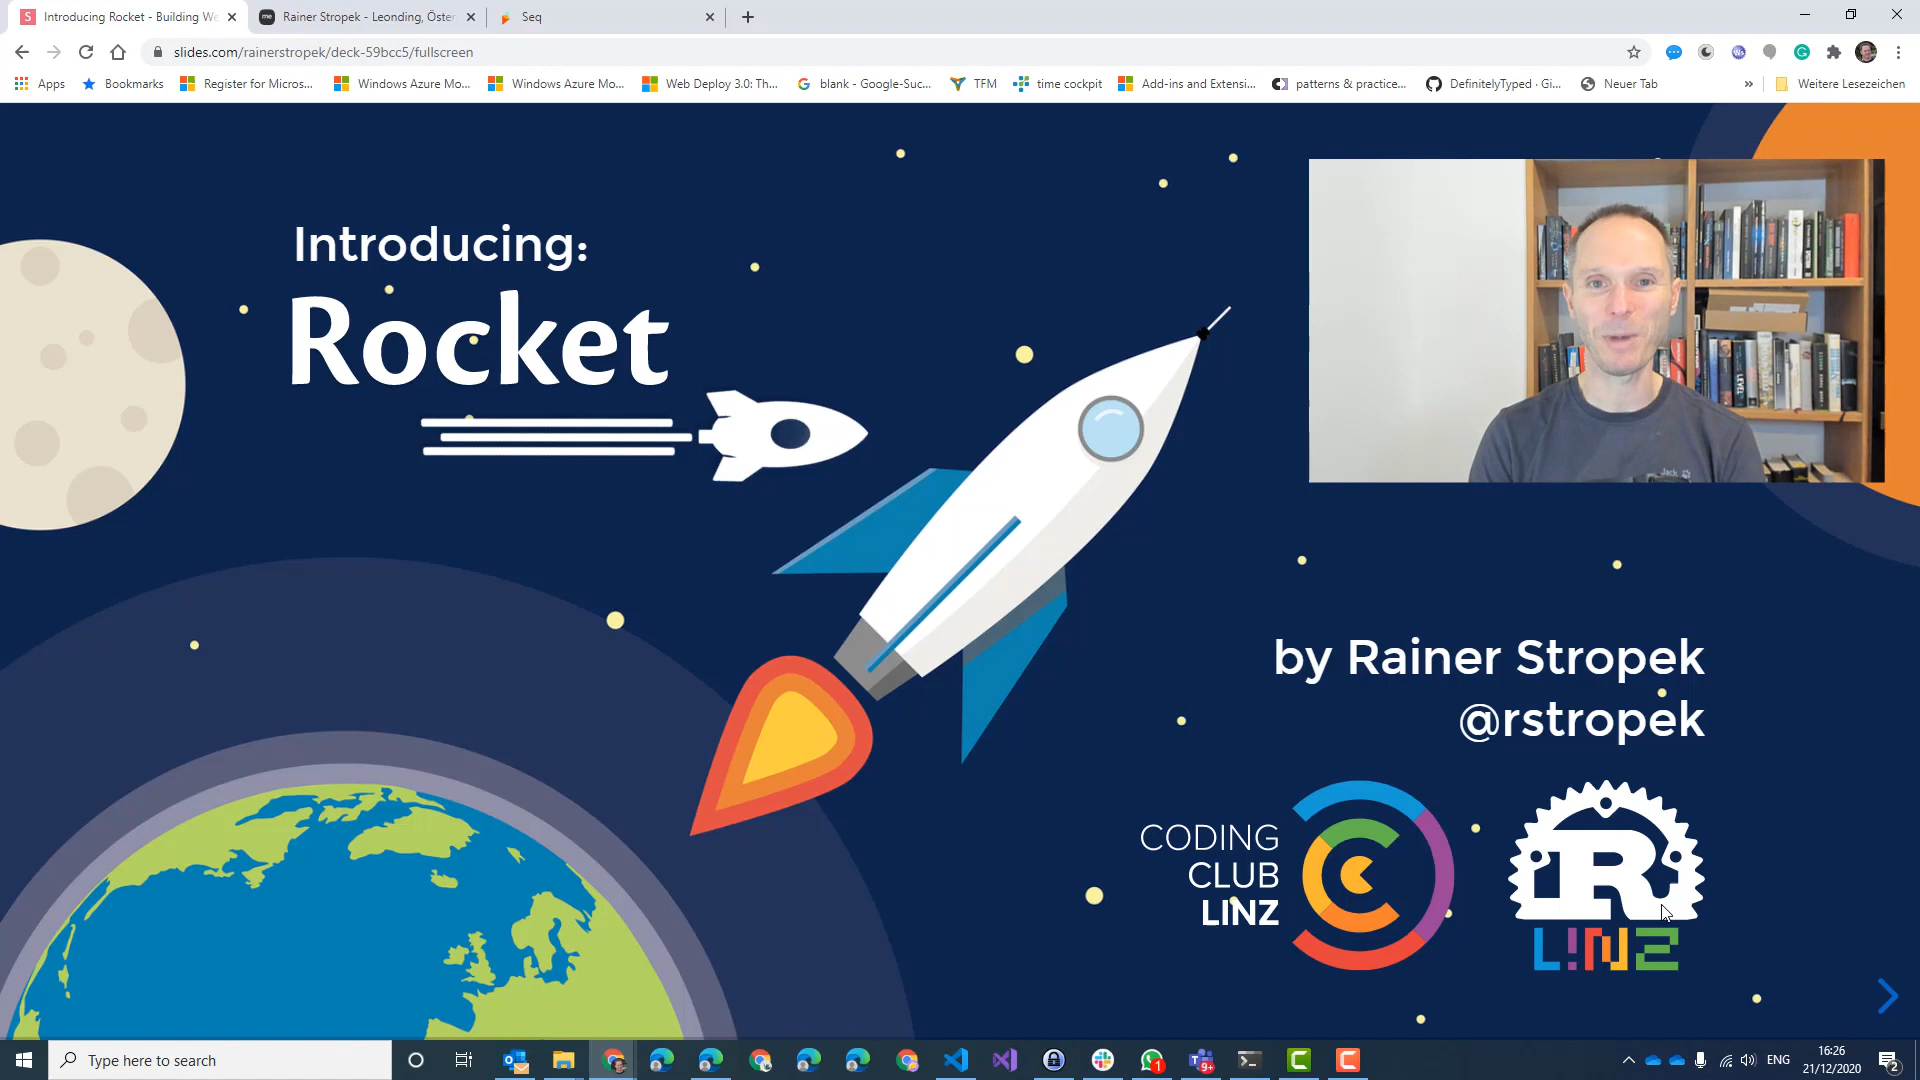 Introducing Rocket - Building We
Rainer Stropek - Leonding, Öster
Seq
slides.com/rainerstropek/deck-59bcc5/fullscreen
Apps
Bookmarks
Register for Micros...
Windows Azure Mo...
Windows Azure Mo...
Web Deploy 3.0: Th...
blank - Google-Suc...
TFM
time cockpit
Add-ins and Extensi...
patterns & practice...
DefinitelyTyped · Gi...
Neuer Tab
»
Weitere Lesezeichen
Introducing:
Rocket
by Rainer Stropek
@rstropek
CODING
CLUB
LINZ
R
L!NZ
Type here to search
ENG
16:26
21/12/2020